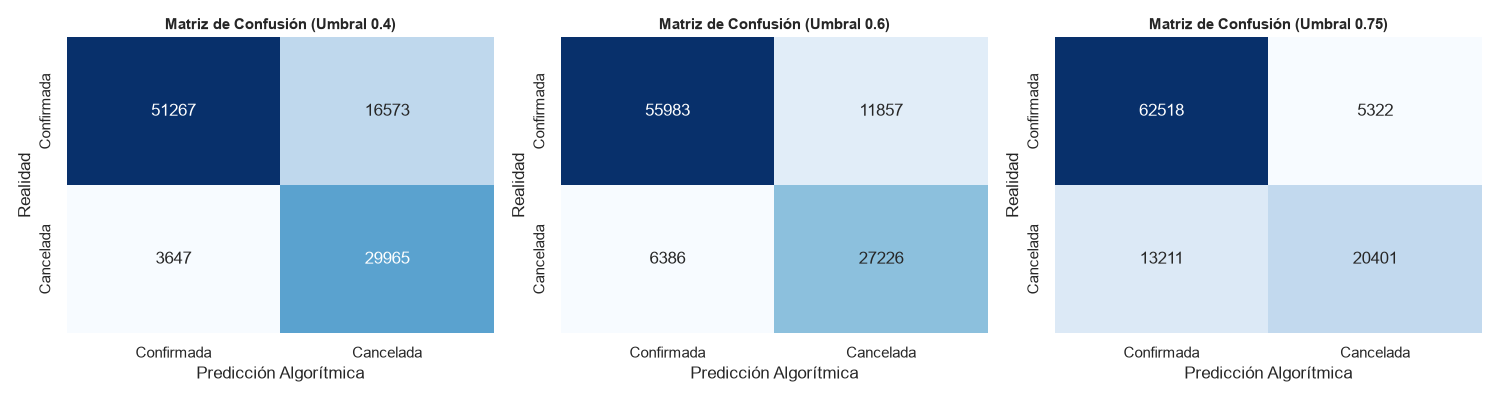 Matriz de Confusión (Umbral 0.4)
Realidad
Confirmada
Cancelada
51267
16573
3647
29965
Confirmada
Cancelada
Predicción Algorítmica
Matriz de Confusión (Umbral 0.6)
Realidad
Confirmada
Cancelada
55983
11857
6386
27226
Confirmada
Cancelada
Predicción Algorítmica
Matriz de Confusión (Umbral 0.75)
Realidad
Confirmada
Cancelada
62518
5322
13211
20401
Confirmada
Cancelada
Predicción Algorítmica